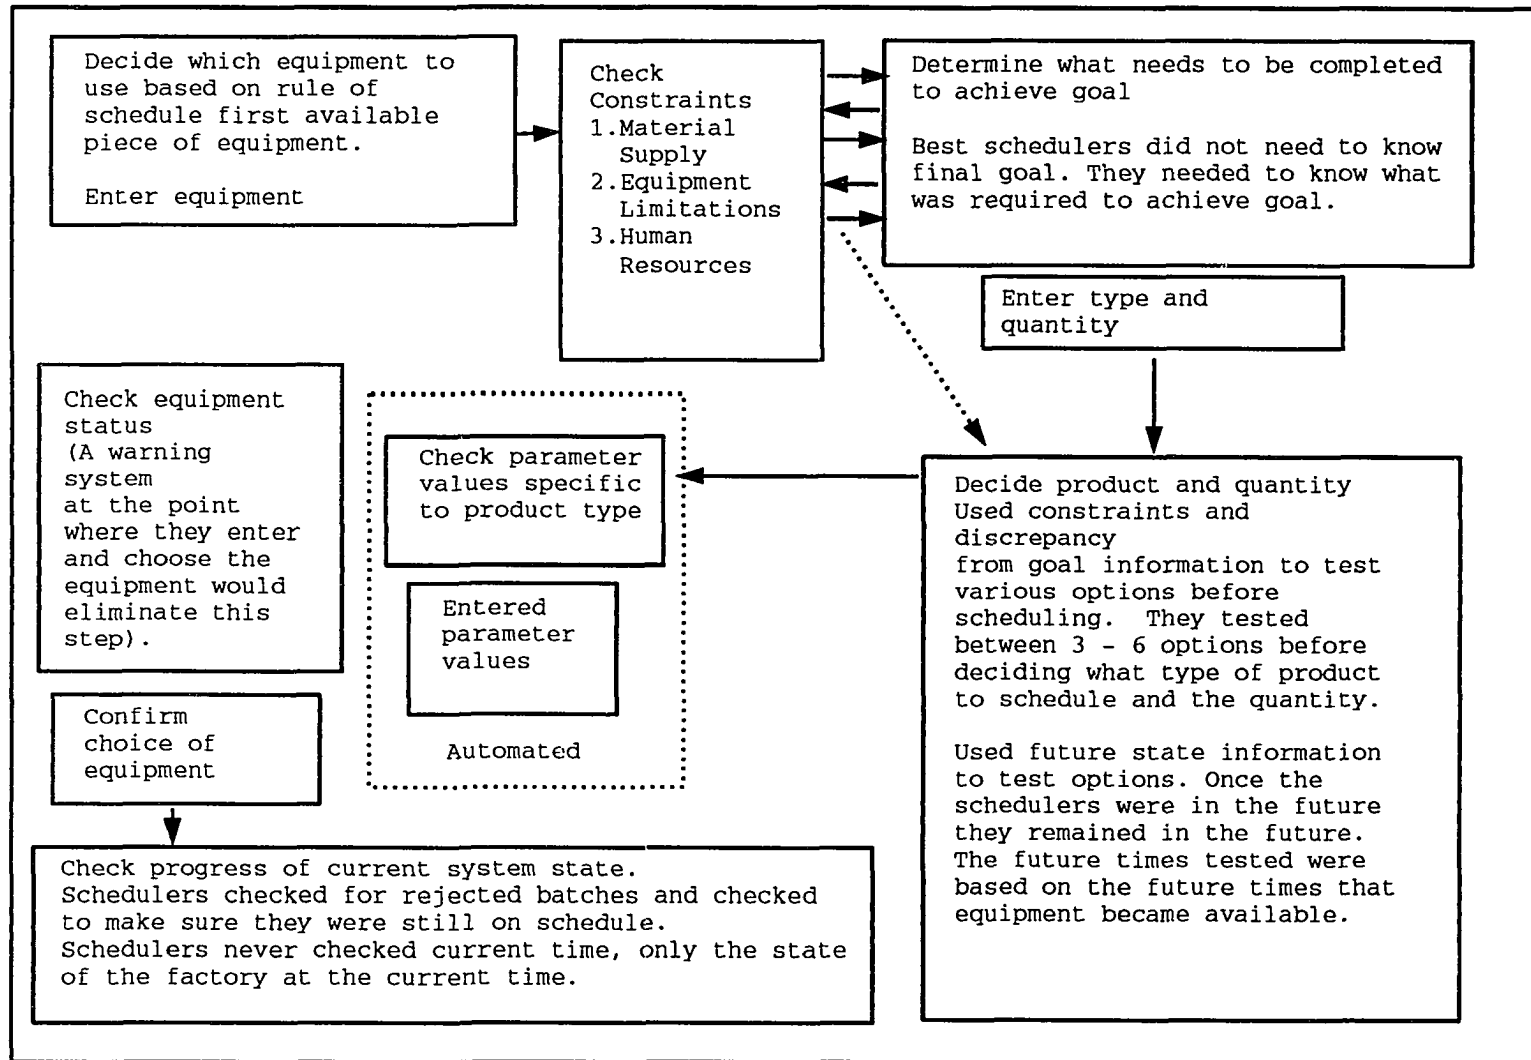 Decide which equipment to
use based on rule of
schedule first available
piece of equipment.
Enter equipment
Check
Constraints
1.Material
Supply
2.Equipment
Limitations
3.Human
Resources
Determine what needs to be completed
to achieve goal
Best schedulers did not need to know
final goal. They needed to know what
was required to achieve goal.
Enter type and
quantity
Decide product and quantity
Used constraints and
discrepancy
from goal information to test
various options before
scheduling. They tested
between 3 - 6 options before
deciding what type of product
to schedule and the quantity.
Used future state information
to test options. Once the
schedulers were in the future
they remained in the future.
The future times tested were
based on the future times that
equipment became available.
Check parameter
values specific
to product type
Entered
parameter
values
Automated
Check equipment
status
(A warning
system
at the point
where they enter
and choose the
equipment would
eliminate this
step).
Confirm
choice of
equipment
Check progress of current system state.
Schedulers checked for rejected batches and checked
to make sure they were still on schedule.
Schedulers never checked current time, only the state
of the factory at the current time.